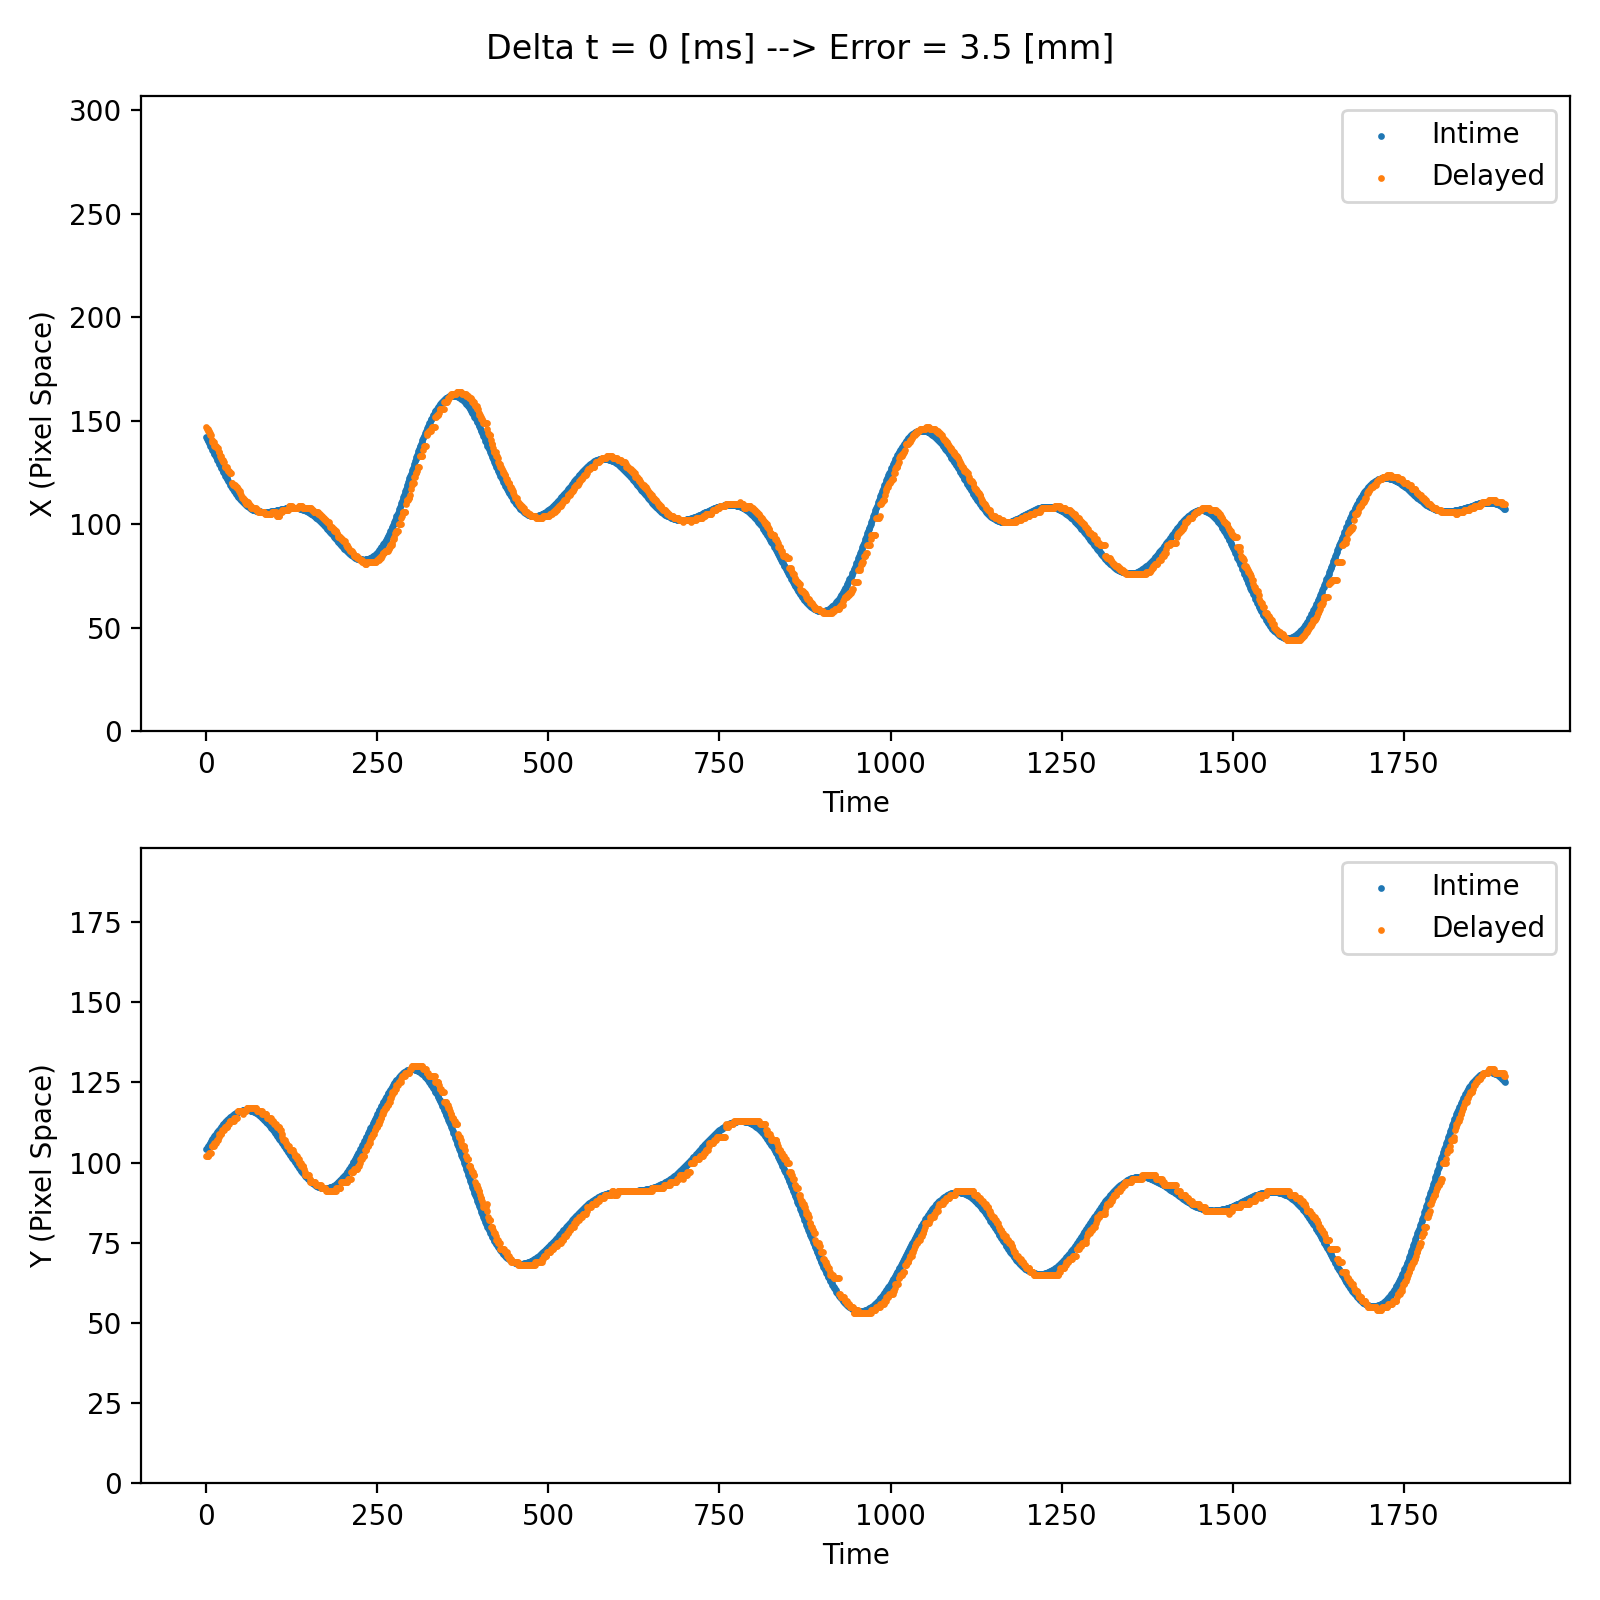 Delta t = 0 [ms] --> Error = 3.5 [mm]
300
250
200
150
100
50
0
X (Pixel Space)
Intime
Delayed
0 250 500 750 1000 1250 1500 1750
Time
175
150
125
100
75
50
25
0
Y (Pixel Space)
Intime
Delayed
0 250 500 750 1000 1250 1500 1750
Time